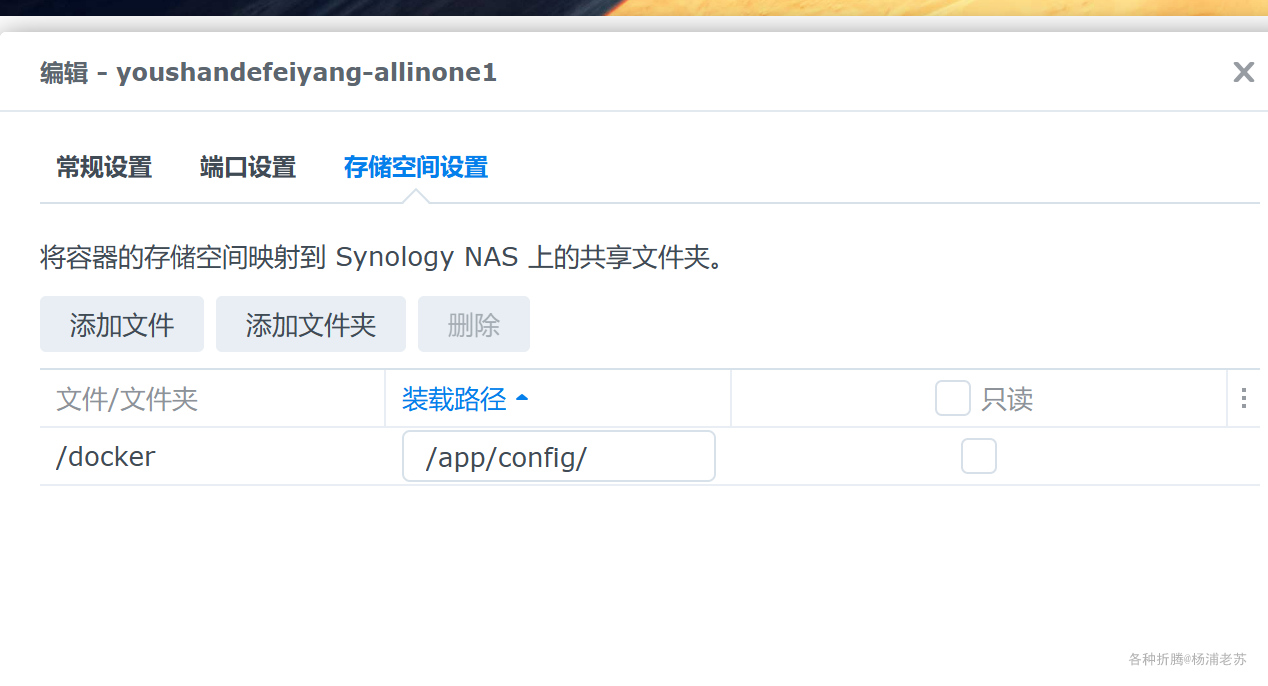 编辑 - youshandefeiyang-allinone1
常规设置 端口设置 存储空间设置
将容器的存储空间映射到 Synology NAS 上的共享文件夹。
添加文件 添加文件夹 删除
文件/文件夹 装载路径 只读
/docker /app/config/
各种折腾@杨浦老苏